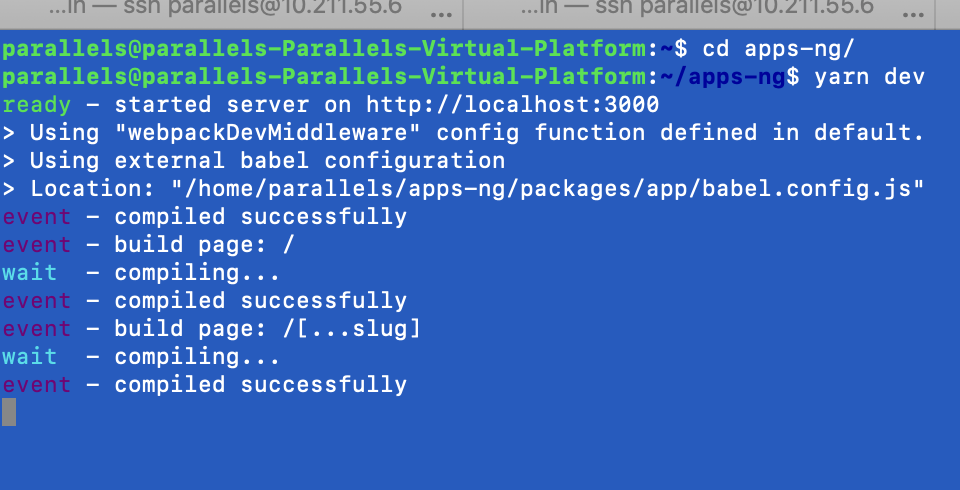 ...in — ssh parallels@10.211.55.6 ... ...in — ssh parallels@10.211.55.6 ...
parallels@parallels-Parallels-Virtual-Platform:~$ cd apps-ng/
parallels@parallels-Parallels-Virtual-Platform:~/apps-ng$ yarn dev
ready - started server on http://localhost:3000
> Using "webpackDevMiddleware" config function defined in default.
> Using external babel configuration
> Location: "/home/parallels/apps-ng/packages/app/babel.config.js"
event - compiled successfully
event - build page: /
wait  - compiling...
event - compiled successfully
event - build page: /[...slug]
wait  - compiling...
event - compiled successfully